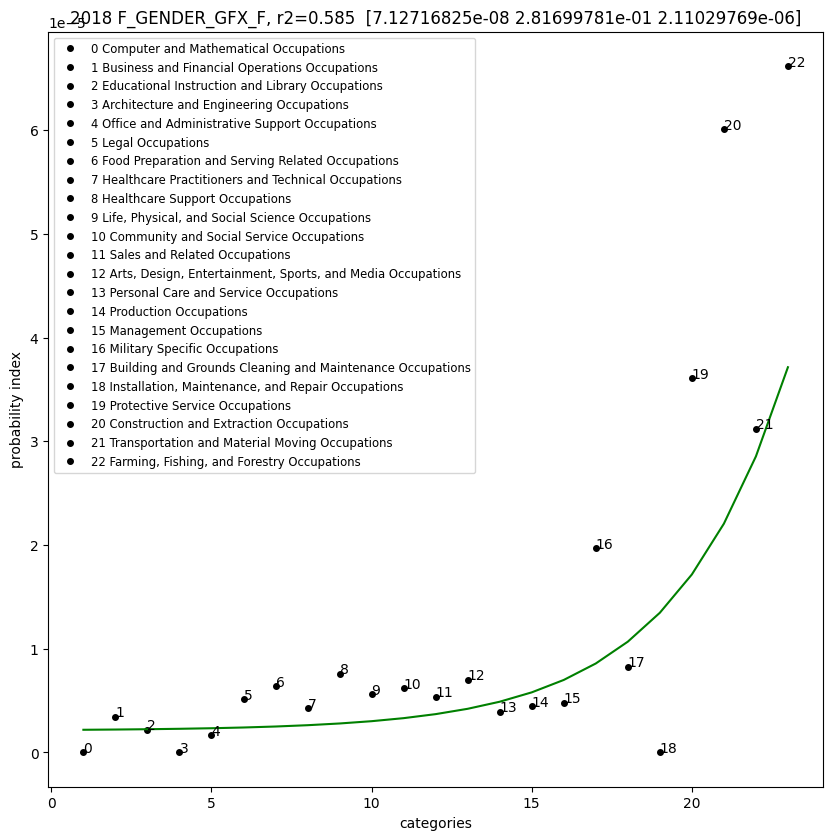 2018 F_GENDER_GFX_F, r2=0.585  [7.12716825e-08 2.81699781e-01 2.11029769e-06]
1e−5
0 Computer and Mathematical Occupations
1 Business and Financial Operations Occupations
2 Educational Instruction and Library Occupations
3 Architecture and Engineering Occupations
4 Office and Administrative Support Occupations
5 Legal Occupations
6 Food Preparation and Serving Related Occupations
7 Healthcare Practitioners and Technical Occupations
8 Healthcare Support Occupations
9 Life, Physical, and Social Science Occupations
10 Community and Social Service Occupations
11 Sales and Related Occupations
12 Arts, Design, Entertainment, Sports, and Media Occupations
13 Personal Care and Service Occupations
14 Production Occupations
15 Management Occupations
16 Military Specific Occupations
17 Building and Grounds Cleaning and Maintenance Occupations
18 Installation, Maintenance, and Repair Occupations
19 Protective Service Occupations
20 Construction and Extraction Occupations
21 Transportation and Material Moving Occupations
22 Farming, Fishing, and Forestry Occupations
22
20
19
21
16
17
18
12
8
6
10
9
5
11
7
13
14
15
1
2
4
0
3
6
5
4
3
2
1
0
probability index
0
5
10
15
20
categories